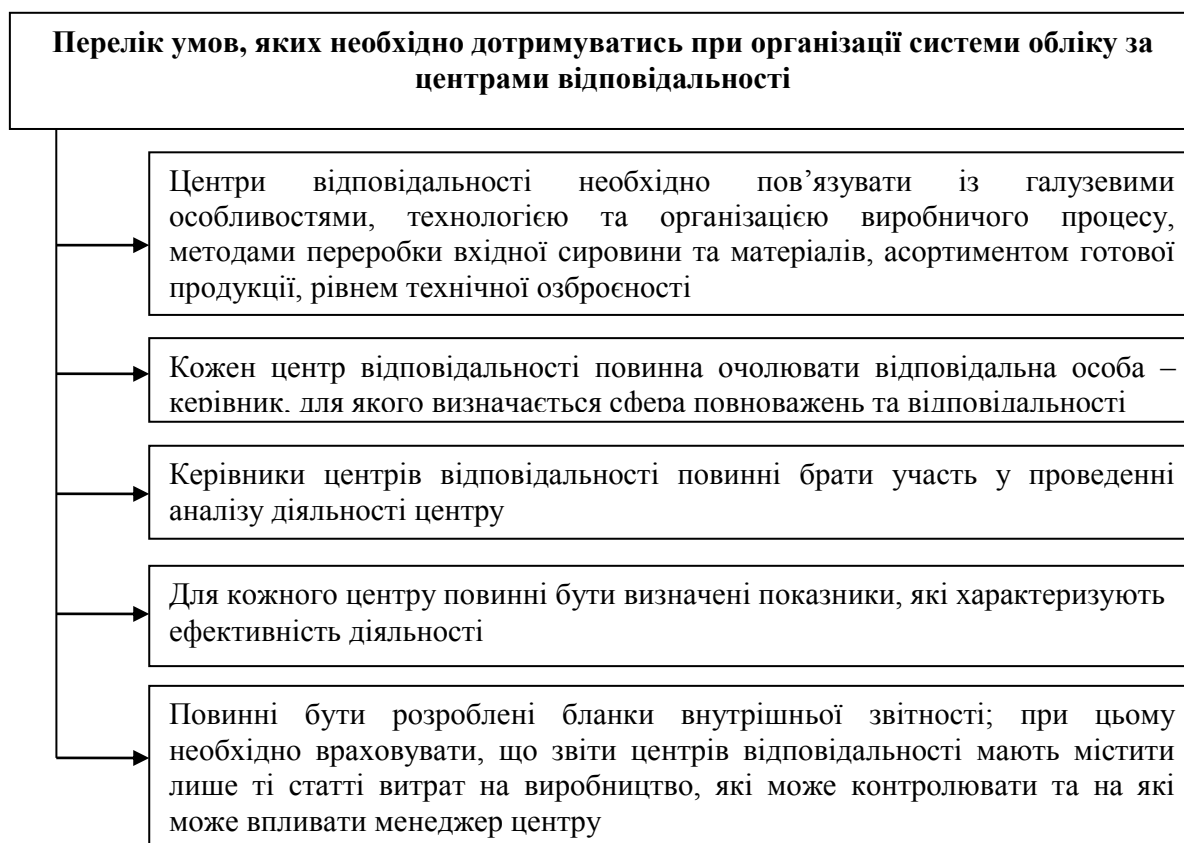 Перелік умов, яких необхідно дотримуватись при організації системи обліку за
центрами відповідальності
Центри відповідальності необхідно пов’язувати із галузевими
особливостями, технологією та організацією виробничого процесу,
методами переробки вхідної сировини та матеріалів, асортиментом готової
продукції, рівнем технічної озброєності
Кожен центр відповідальності повинна очолювати відповідальна особа –
керівник, для якого визначається сфера повноважень та відповідальності
Керівники центрів відповідальності повинні брати участь у проведенні
аналізу діяльності центру
Для кожного центру повинні бути визначені показники, які характеризують
ефективність діяльності
Повинні бути розроблені бланки внутрішньої звітності; при цьому
необхідно враховувати, що звіти центрів відповідальності мають містити
лише ті статті витрат на виробництво, які може контролювати та на які
може впливати менеджер центру